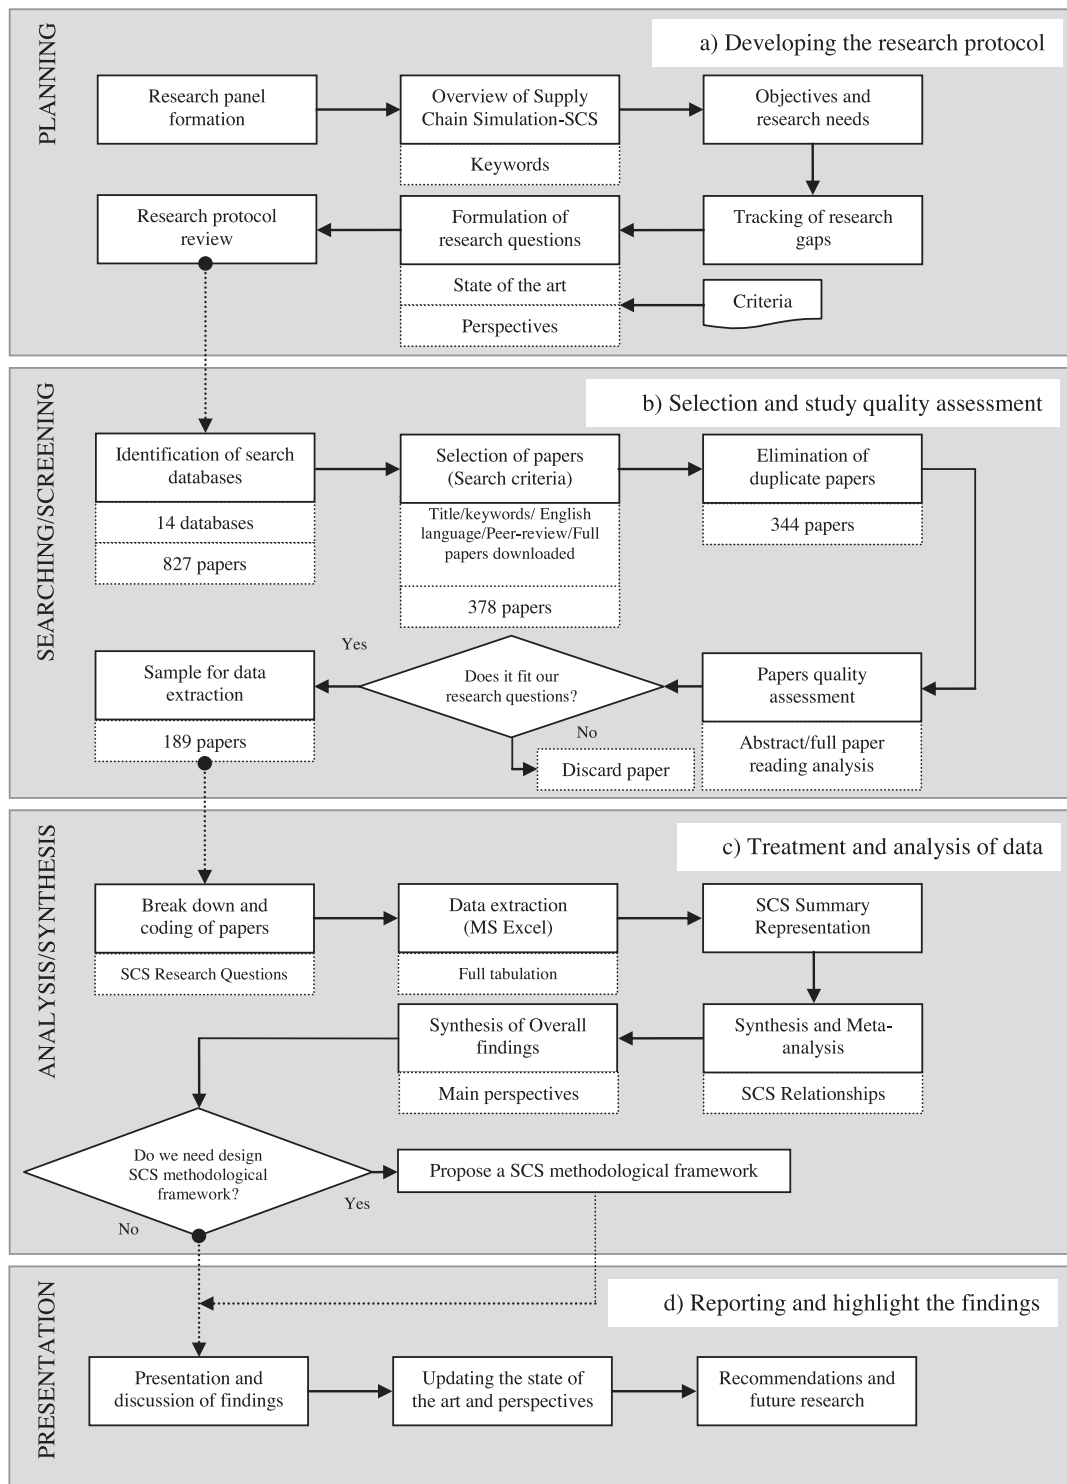 PLANNING
a) Developing the research protocol
Research panel
formation
Overview of Supply
Chain Simulation-SCS
Keywords
Objectives and
research needs
Research protocol
review
Formulation of
research questions
State of the art
Perspectives
Tracking of research
gaps
Criteria
SEARCHING/SCREENING
b) Selection and study quality assessment
Identification of search
databases
14 databases
827 papers
Selection of papers
(Search criteria)
Title/keywords/ English
language/Peer-review/Full
papers downloaded
378 papers
Elimination of
duplicate papers
344 papers
Yes
Sample for data
extraction
189 papers
Does it fit our
research questions?
No
Discard paper
Papers quality
assessment
Abstract/full paper
reading analysis
ANALYSIS/SYNTHESIS
c) Treatment and analysis of data
Break down and
coding of papers
SCS Research Questions
Data extraction
(MS Excel)
Full tabulation
SCS Summary
Representation
Synthesis of Overall
findings
Main perspectives
Synthesis and Meta-
analysis
SCS Relationships
Do we need design
SCS methodological
framework?
Yes
No
Propose a SCS methodological framework
PRESENTATION
d) Reporting and highlight the findings
Presentation and
discussion of findings
Updating the state of
the art and perspectives
Recommendations and
future research